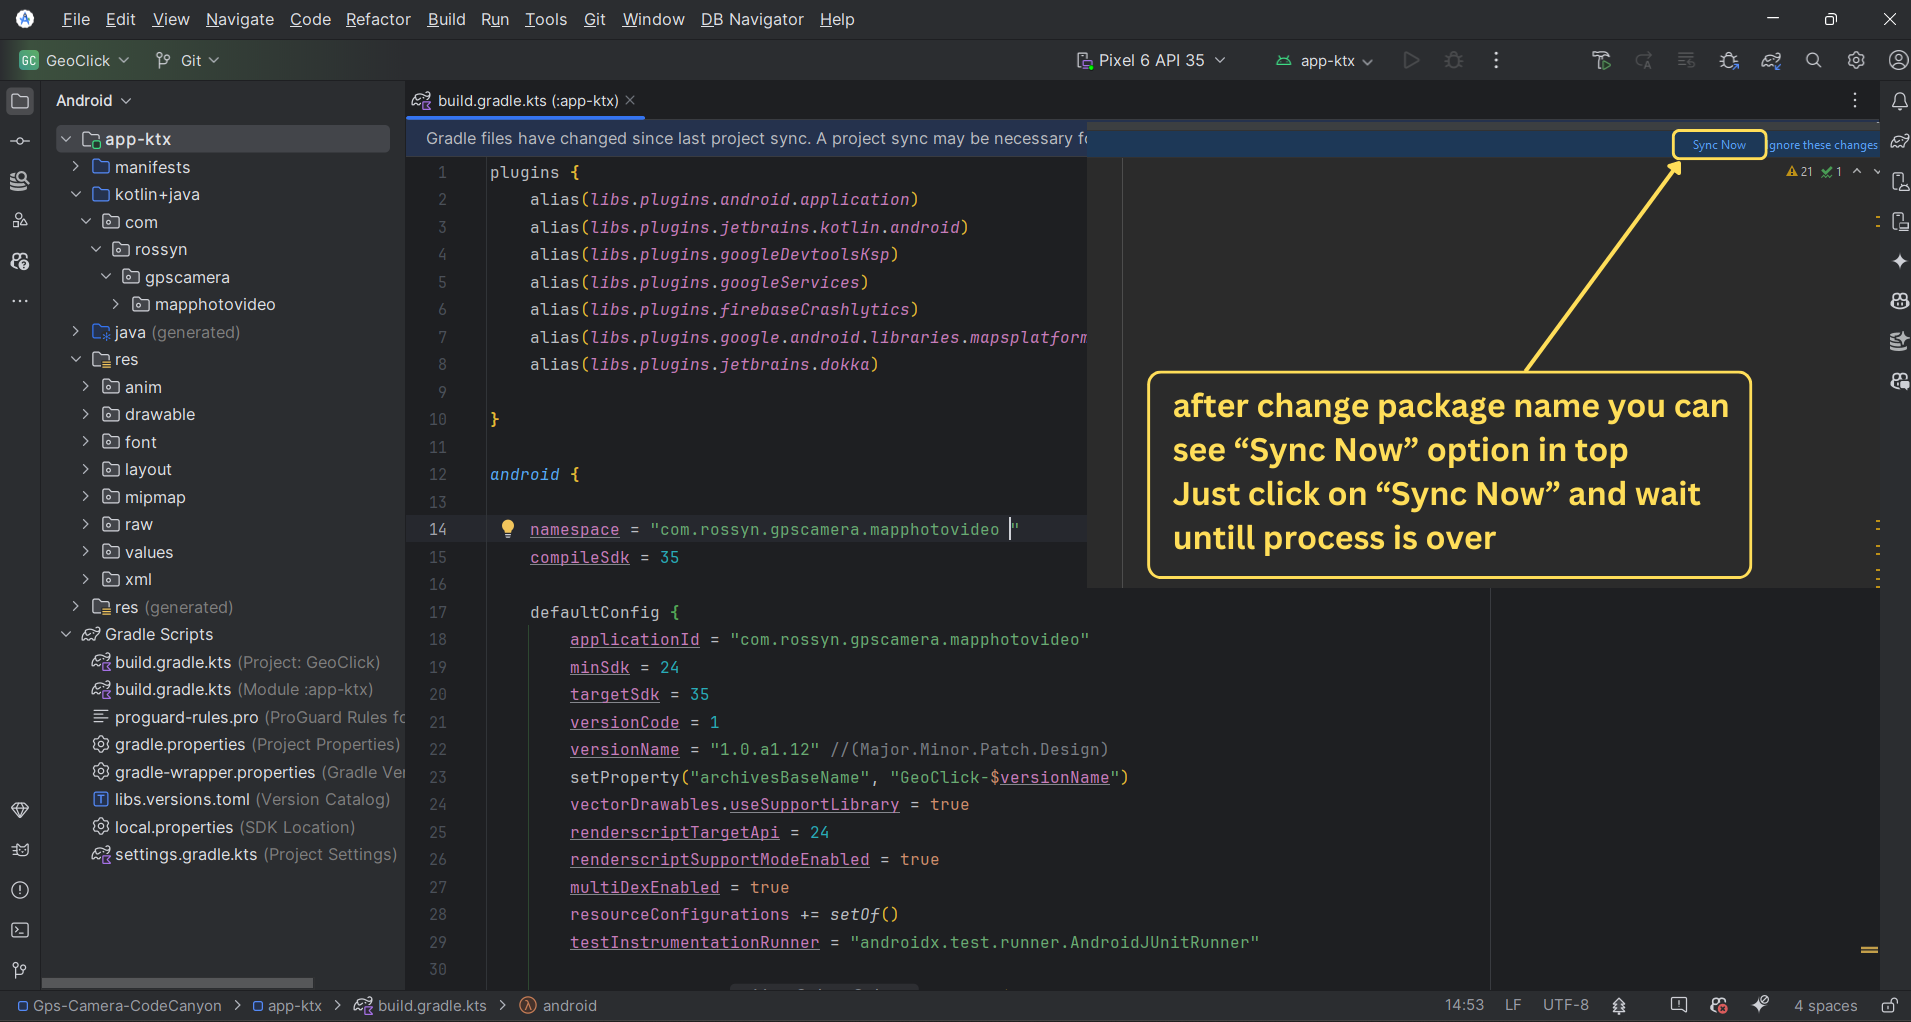 File Edit View Navigate Code Refactor Build Run Tools Git Window DB Navigator Help
GC GeoClick Git Pixel 6 API 35 app-ktx
Android
build.gradle.kts (:app-ktx)
app-ktx
manifests
kotlin+java
com
rossyn
gpscamera
mapphotovideo
java (generated)
res
anim
drawable
font
layout
mipmap
raw
values
xml
res (generated)
Gradle Scripts
build.gradle.kts (Project: GeoClick)
build.gradle.kts (Module :app-ktx)
proguard-rules.pro (ProGuard Rules fo
gradle.properties (Project Properties)
gradle-wrapper.properties (Gradle Ver
libs.versions.toml (Version Catalog)
local.properties (SDK Location)
settings.gradle.kts (Project Settings)
Gradle files have changed since last project sync. A project sync may be necessary fo
Sync Now gnore these changes
21 1
1 plugins {
2 alias(libs.plugins.android.application)
3 alias(libs.plugins.jetbrains.kotlin.android)
4 alias(libs.plugins.googleDevtoolsKsp)
5 alias(libs.plugins.googleServices)
6 alias(libs.plugins.firebaseCrashlytics)
7 alias(libs.plugins.google.android.libraries.mapsplatform
8 alias(libs.plugins.jetbrains.dokka)
9
10 }
11
12 android {
13
14 namespace = "com.rossyn.gpscamera.mapphotovideo "
15 compileSdk = 35
16
17 defaultConfig {
18 applicationId = "com.rossyn.gpscamera.mapphotovideo"
19 minSdk = 24
20 targetSdk = 35
21 versionCode = 1
22 versionName = "1.0.a1.12" //(Major.Minor.Patch.Design)
23 setProperty("archivesBaseName", "GeoClick-$versionName")
24 vectorDrawables.useSupportLibrary = true
25 renderscriptTargetApi = 24
26 renderscriptSupportModeEnabled = true
27 multiDexEnabled = true
28 resourceConfigurations += setOf()
29 testInstrumentationRunner = "androidx.test.runner.AndroidJUnitRunner"
30
after change package name you can
see “Sync Now” option in top
Just click on “Sync Now” and wait
untill process is over
Gps-Camera-CodeCanyon > app-ktx > build.gradle.kts > android
14:53 LF UTF-8 4 spaces